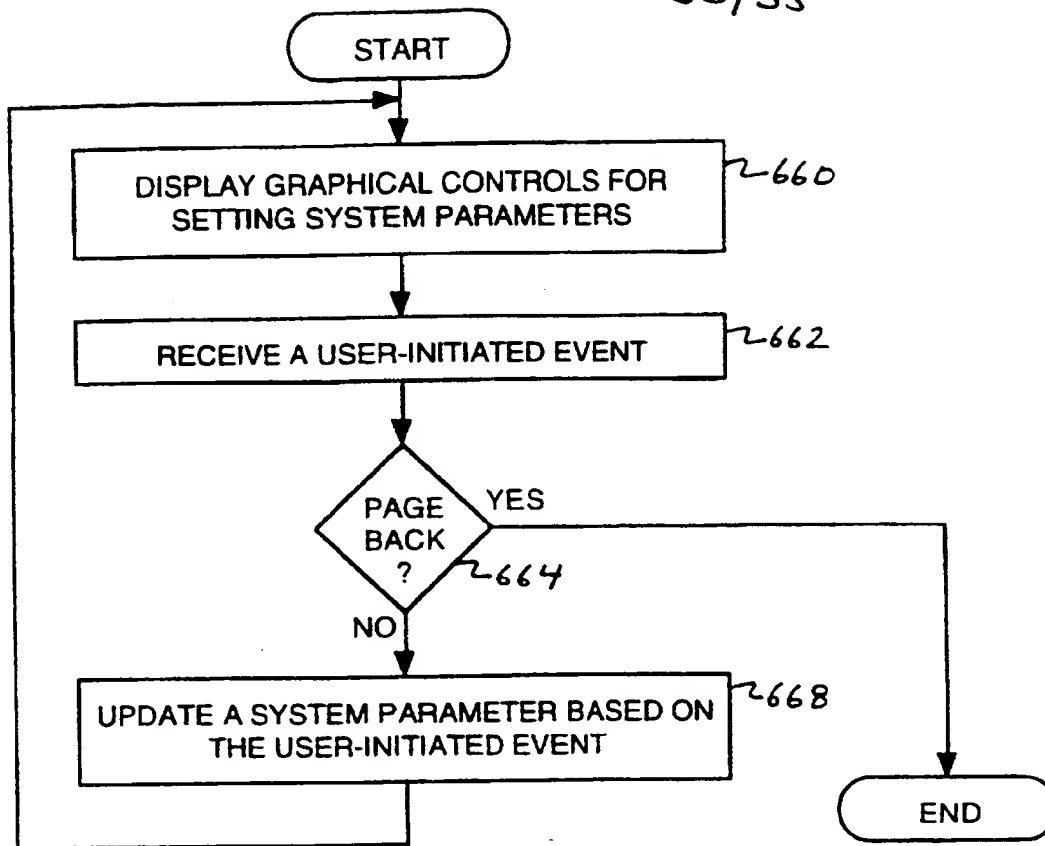 START
DISPLAY GRAPHICAL CONTROLS FOR
SETTING SYSTEM PARAMETERS
660
RECEIVE A USER-INITIATED EVENT
662
PAGE
BACK
?
YES
664
NO
UPDATE A SYSTEM PARAMETER BASED ON
THE USER-INITIATED EVENT
668
END